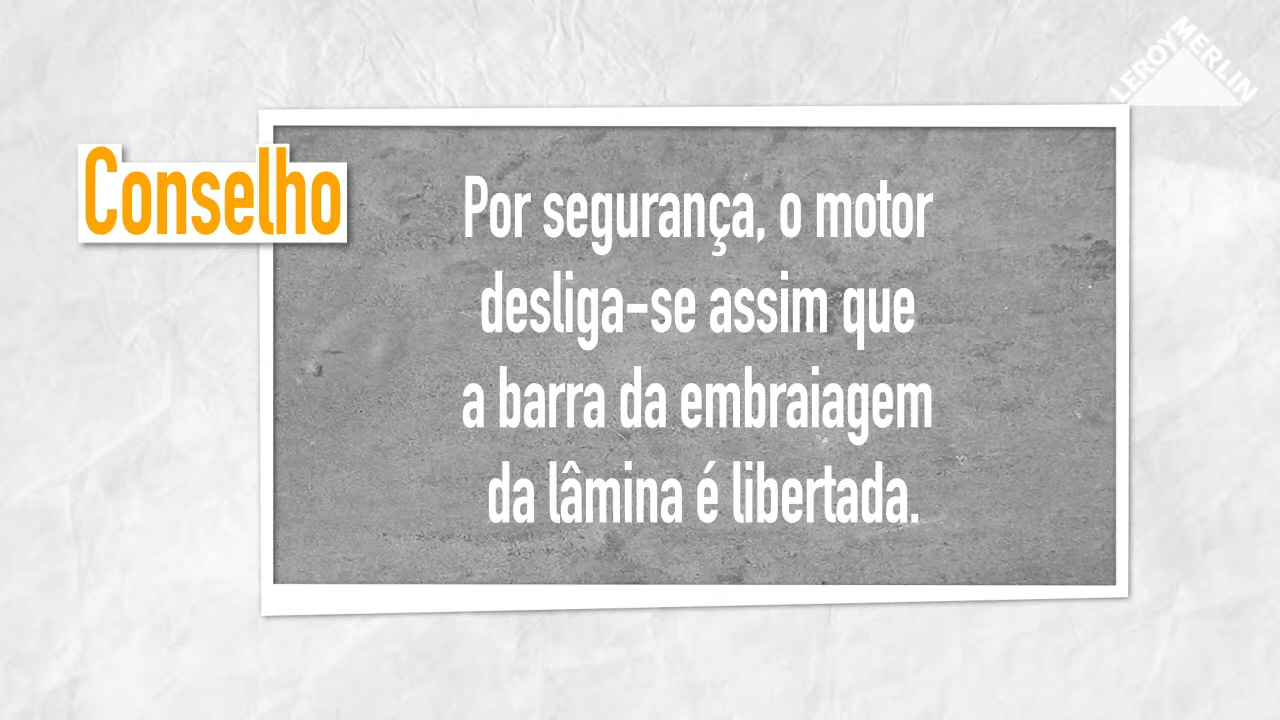 LEROY MERLIN
Conselho
Por segurança, o motor
desliga-se assim que
a barra da embraiagem
da lâmina é libertada.